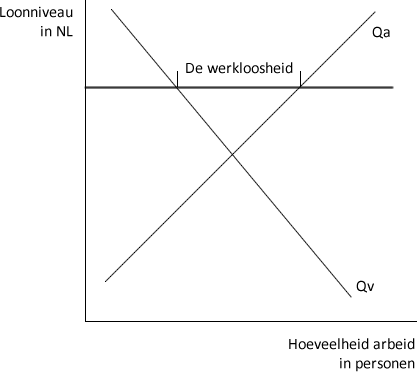 Loonniveau
in NL
Qa
De werkloosheid
Qv
Hoeveelheid arbeid
in personen